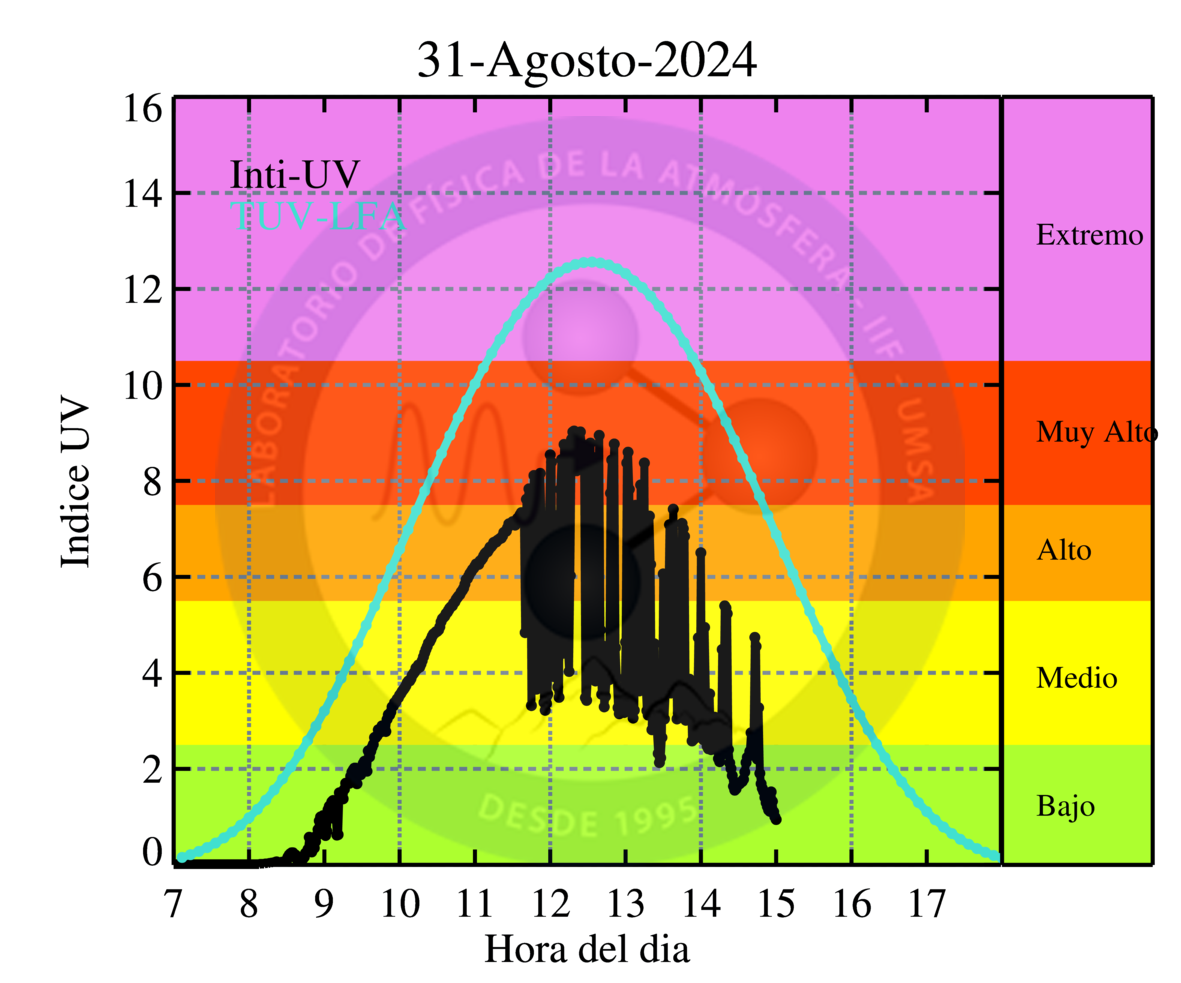 31-Agosto-2024
16
14
12
10
8
6
4
2
0
Indice UV
Inti-UV
TUV-LFA
LABORATORIO DE FÍSICA DE LA ATMÓSFERA - IIF - UMSA
DESDE 1995
Extremo
Muy Alto
Alto
Medio
Bajo
7 8 9 10 11 12 13 14 15 16 17
Hora del dia